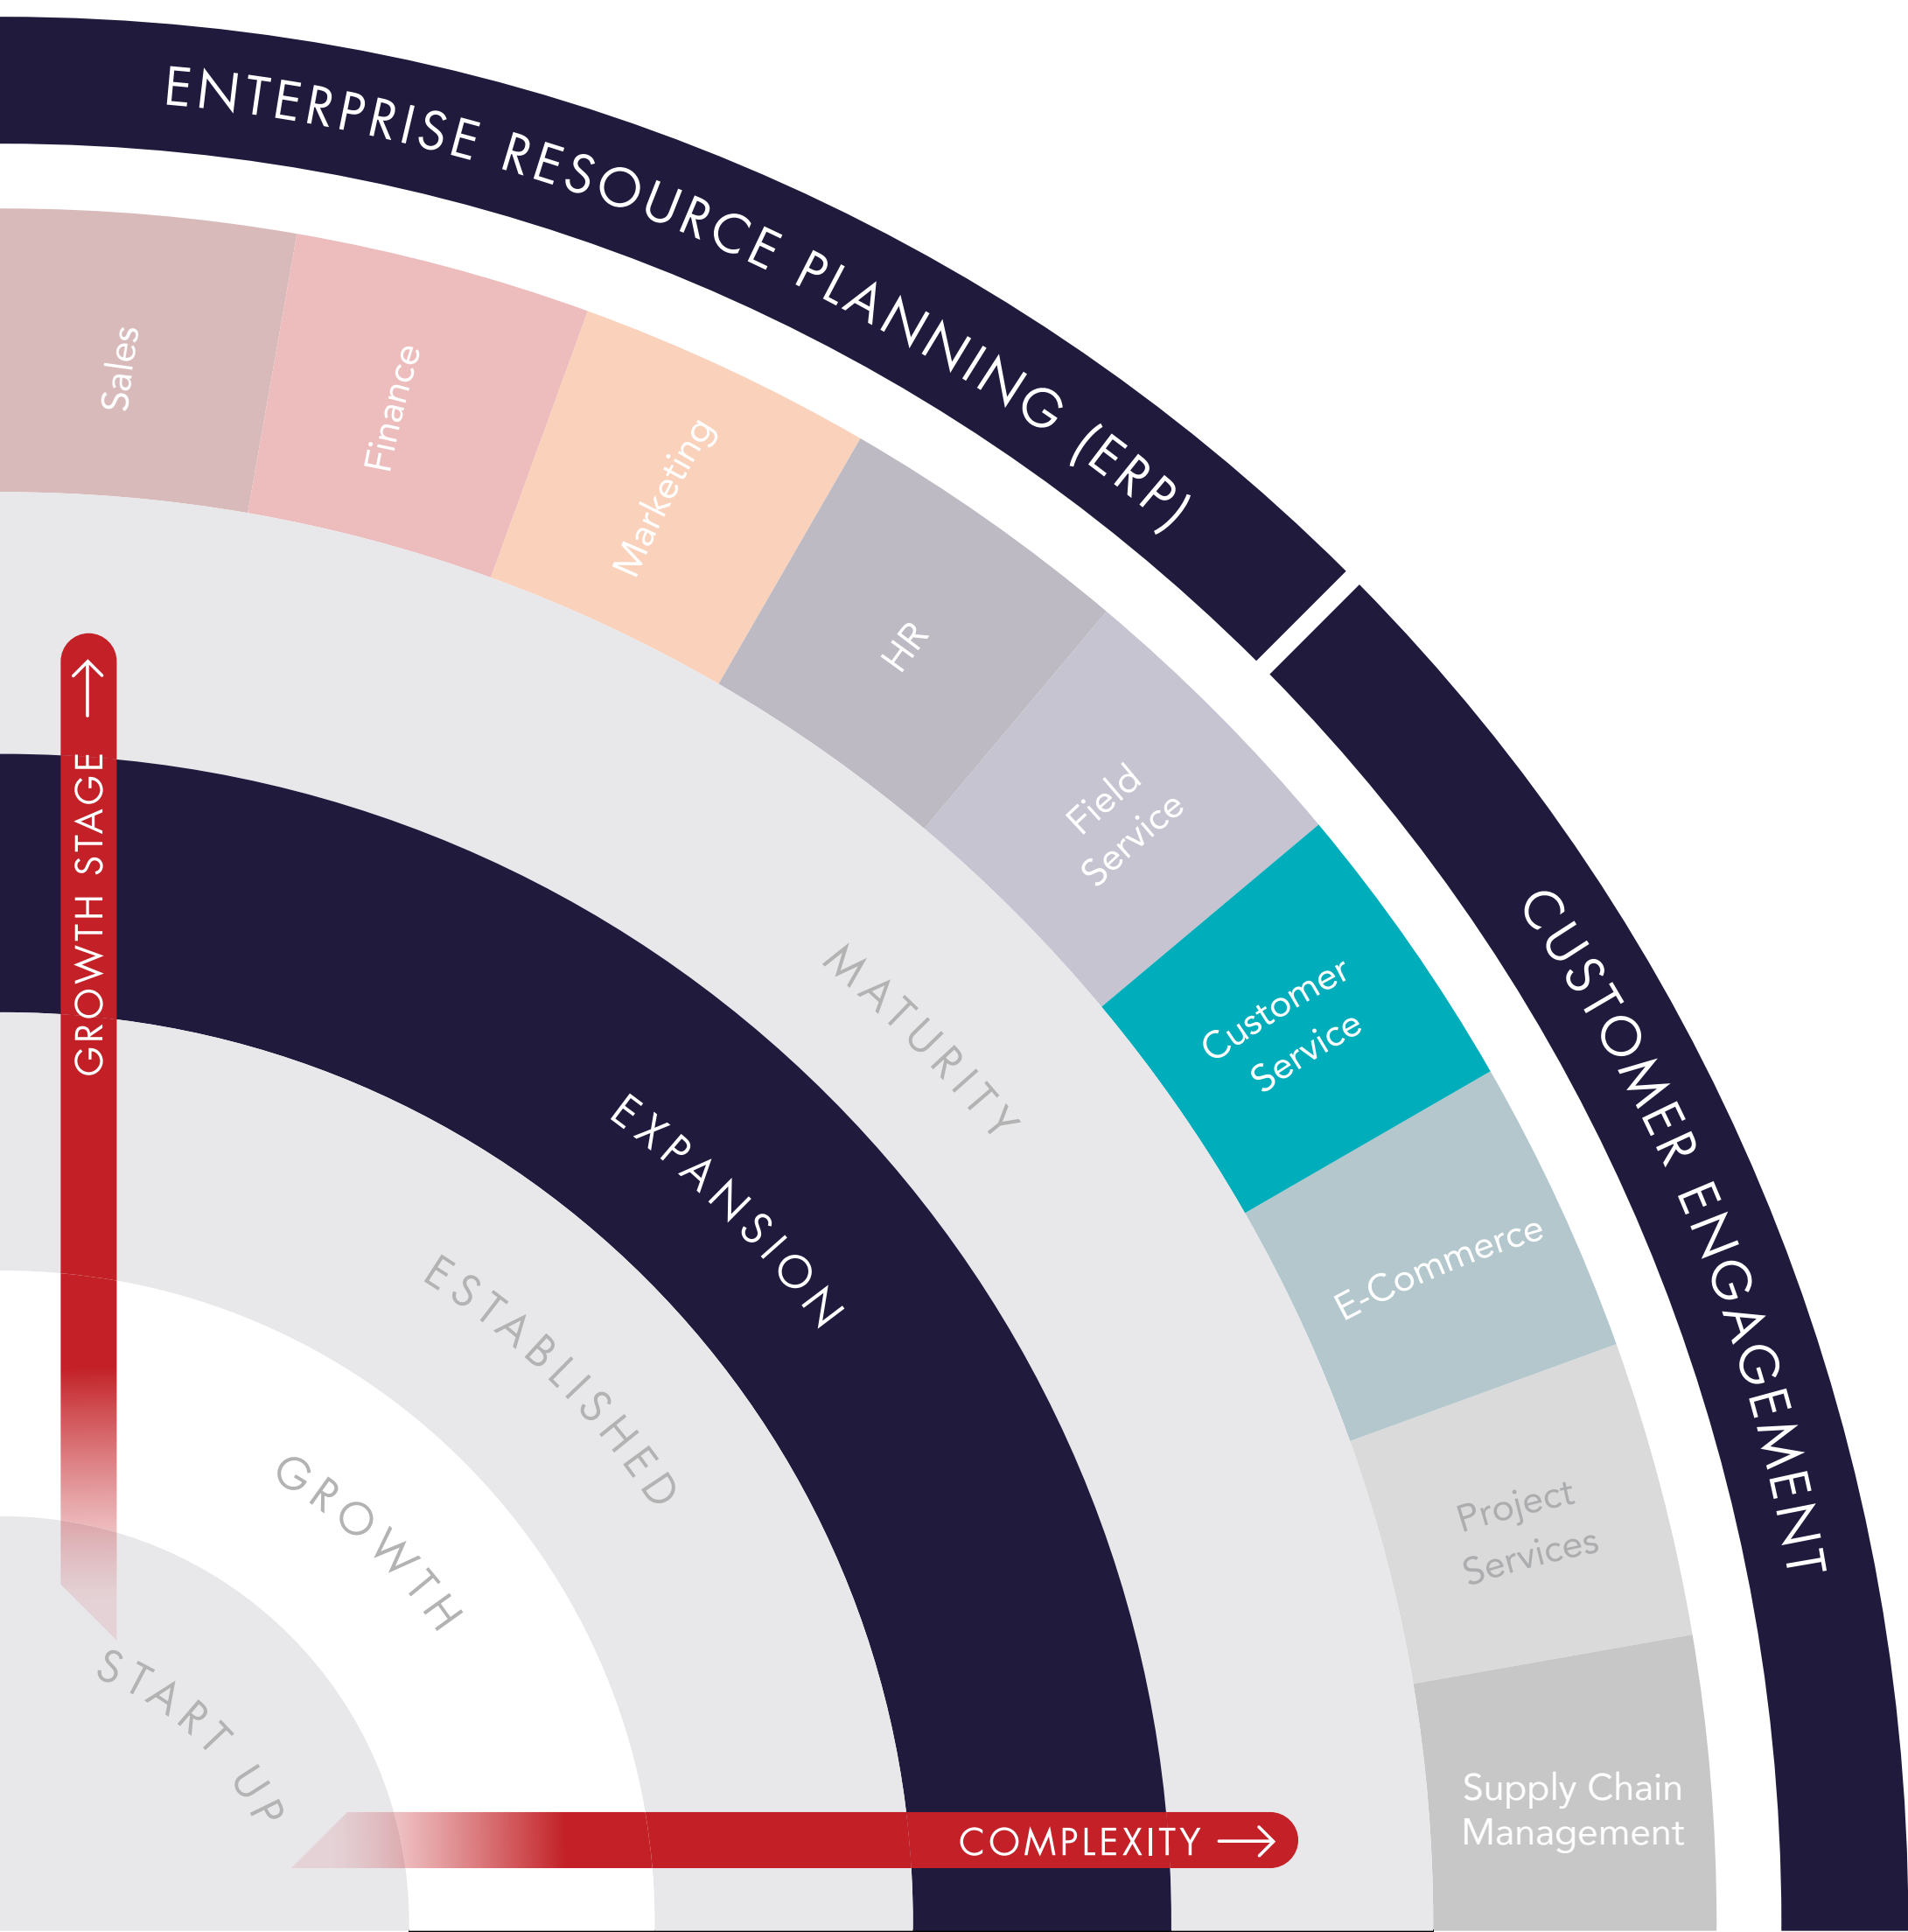 ENTERPRISE RESOURCE PLANNING (ERP)
CUSTOMER ENGAGEMENT
Sales
Finance
Marketing
HR
Field
Service
Customer
Service
E-Commerce
Project
Services
Supply Chain
Management
MATURITY
EXPANSION
ESTABLISHED
GROWTH
START UP
GROWTH STAGE
COMPLEXITY